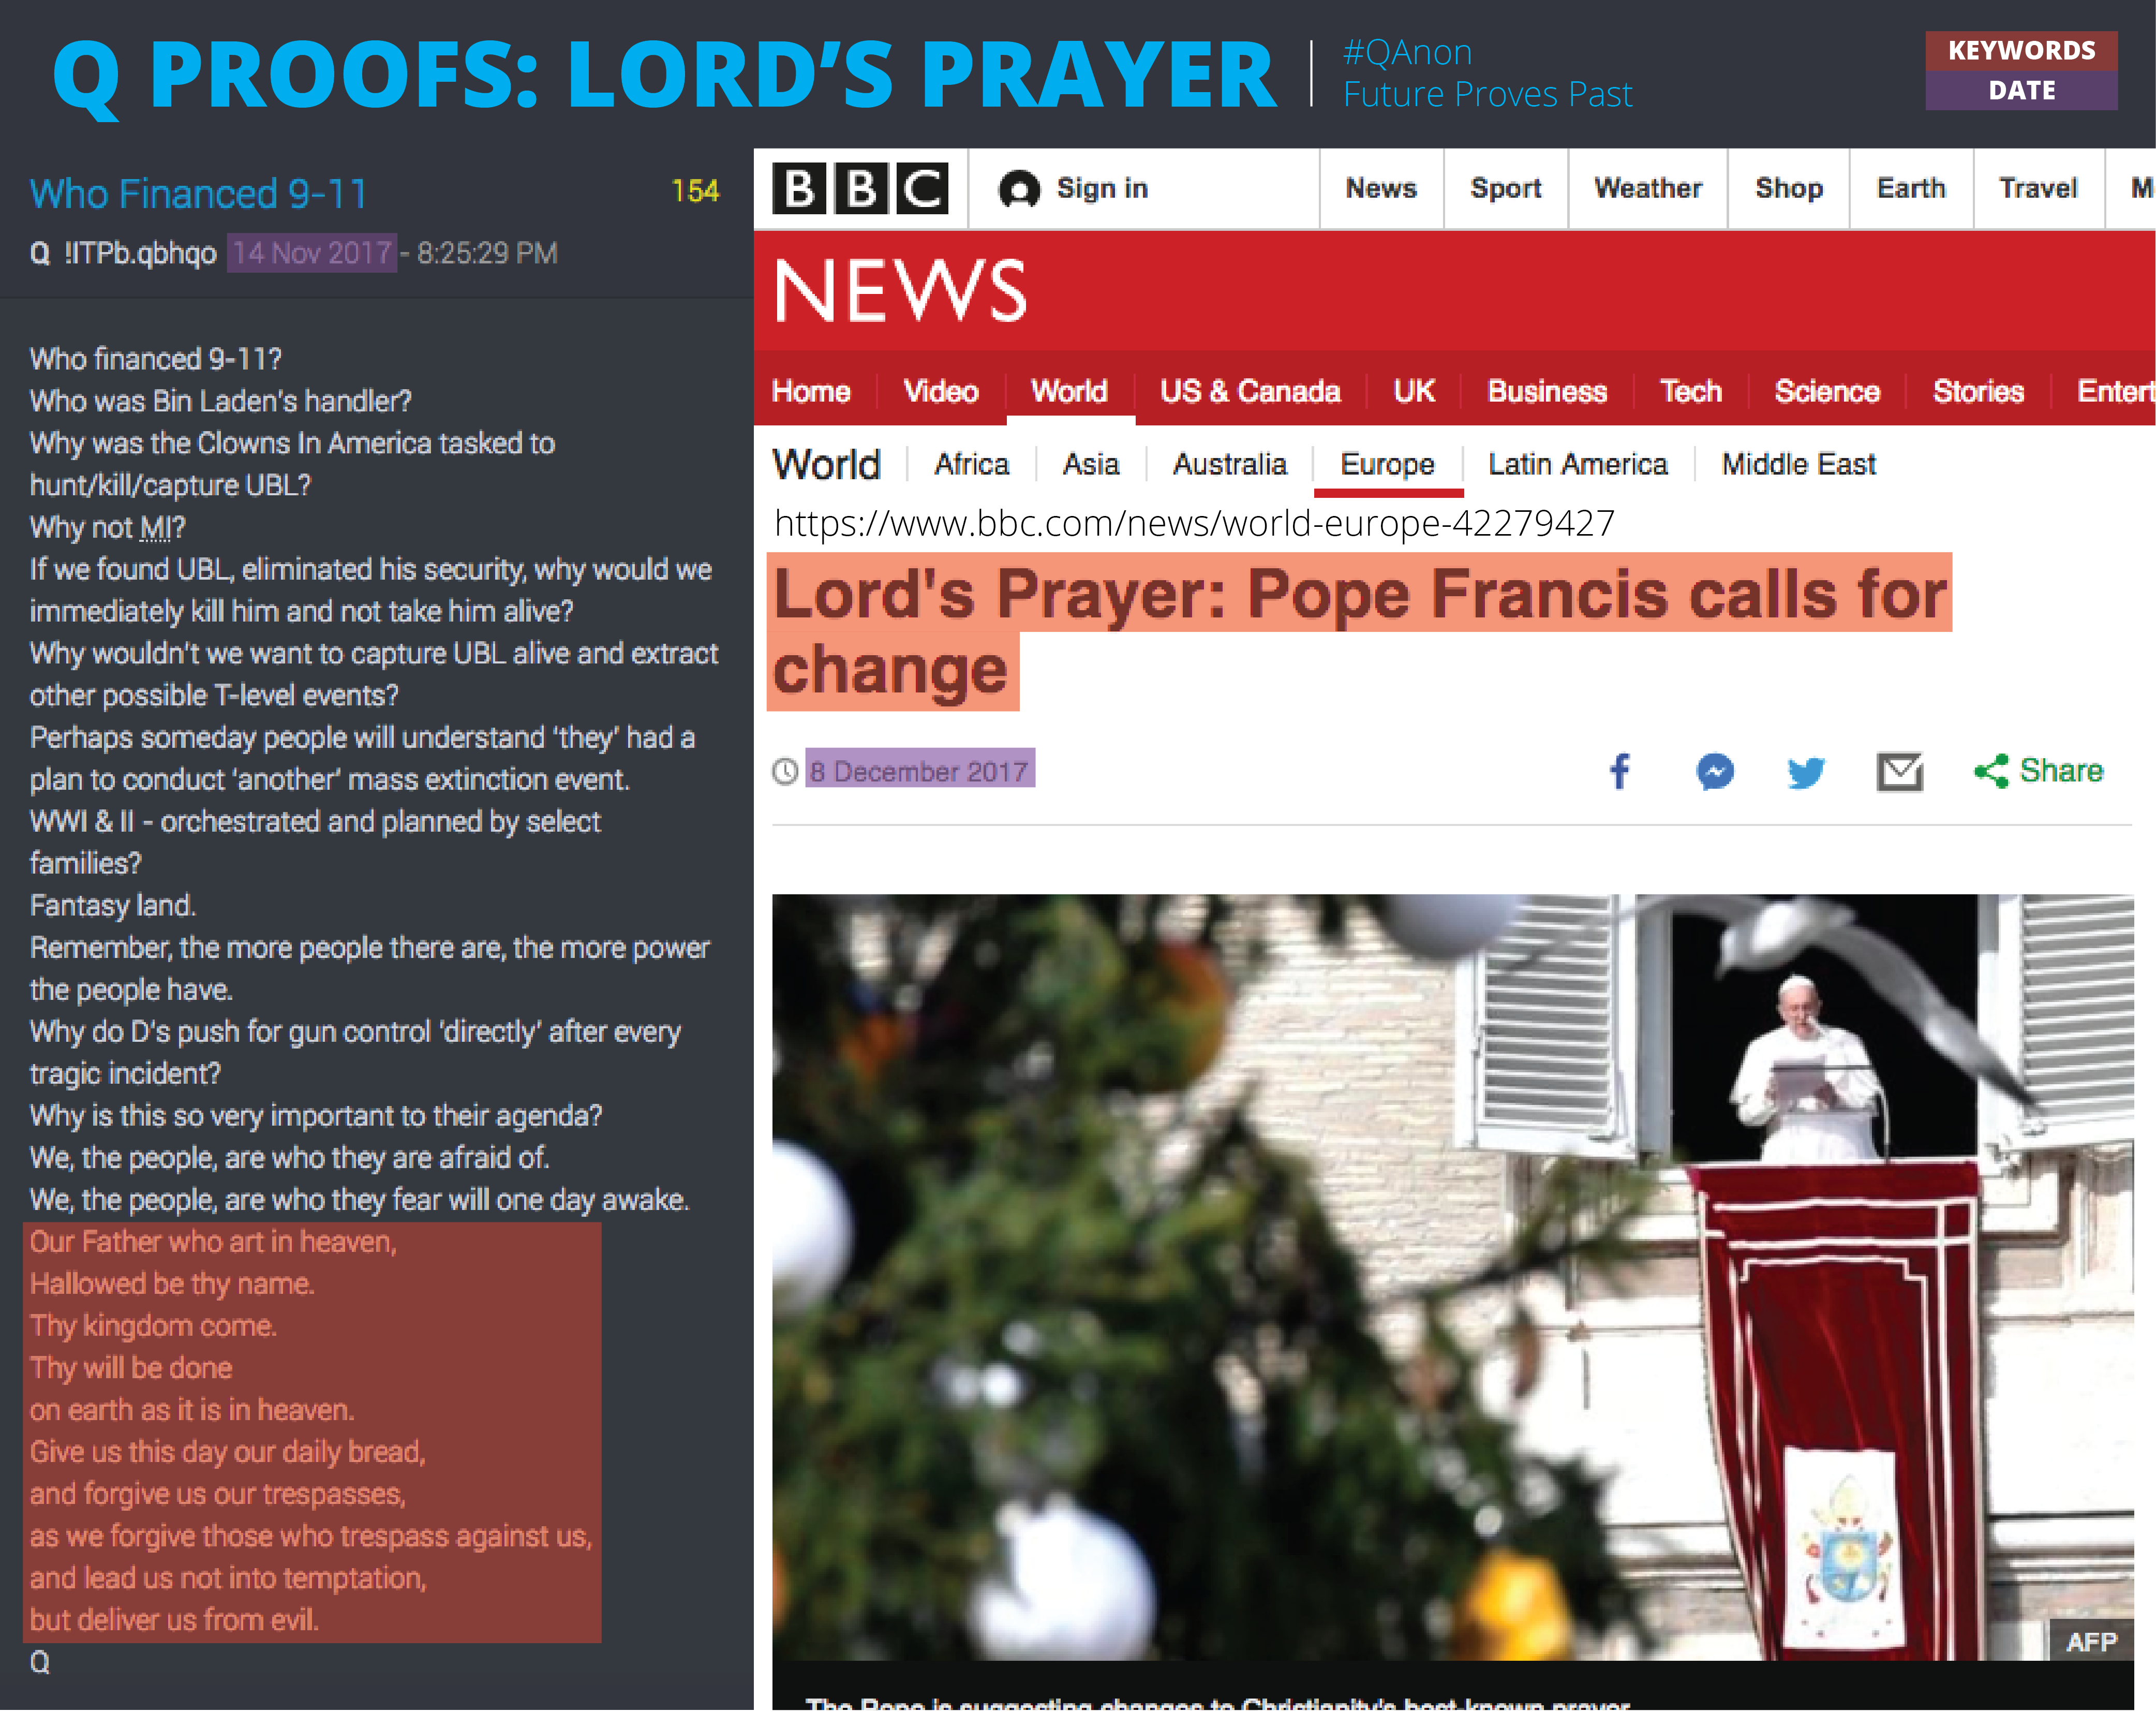 Q PROOFS: LORD'S PRAYER
#QAnon
Future Proves Past
KEYWORDS
DATE
Who Financed 9-11
154
Q !ITPb.qbhqo 14 Nov 2017 - 8:25:29 PM
Who financed 9-11?
Who was Bin Laden's handler?
Why was the Clowns In America tasked to
hunt/kill/capture UBL?
Why not MI?
If we found UBL, eliminated his security, why would we
immediately kill him and not take him alive?
Why wouldn't we want to capture UBL alive and extract
other possible T-level events?
Perhaps someday people will understand 'they' had a
plan to conduct 'another' mass extinction event.
WWI & II - orchestrated and planned by select
families?
Fantasy land.
Remember, the more people there are, the more power
the people have.
Why do D's push for gun control 'directly' after every
tragic incident?
Why is this so very important to their agenda?
We, the people, are who they are afraid of.
We, the people, are who they fear will one day awake.
Our Father who art in heaven,
Hallowed be thy name.
Thy kingdom come.
Thy will be done
on earth as it is in heaven.
Give us this day our daily bread,
and forgive us our trespasses,
as we forgive those who trespass against us,
and lead us not into temptation,
but deliver us from evil.
Q
BBC
Sign in
News Sport Weather Shop Earth Travel M
NEWS
Home Video World US & Canada UK Business Tech Science Stories Entert
World Africa Asia Australia Europe Latin America Middle East
https://www.bbc.com/news/world-europe-42279427
Lord's Prayer: Pope Francis calls for
change
8 December 2017
Share
AFP
The Pope is suggesting changes to Christianity's best-known prayer